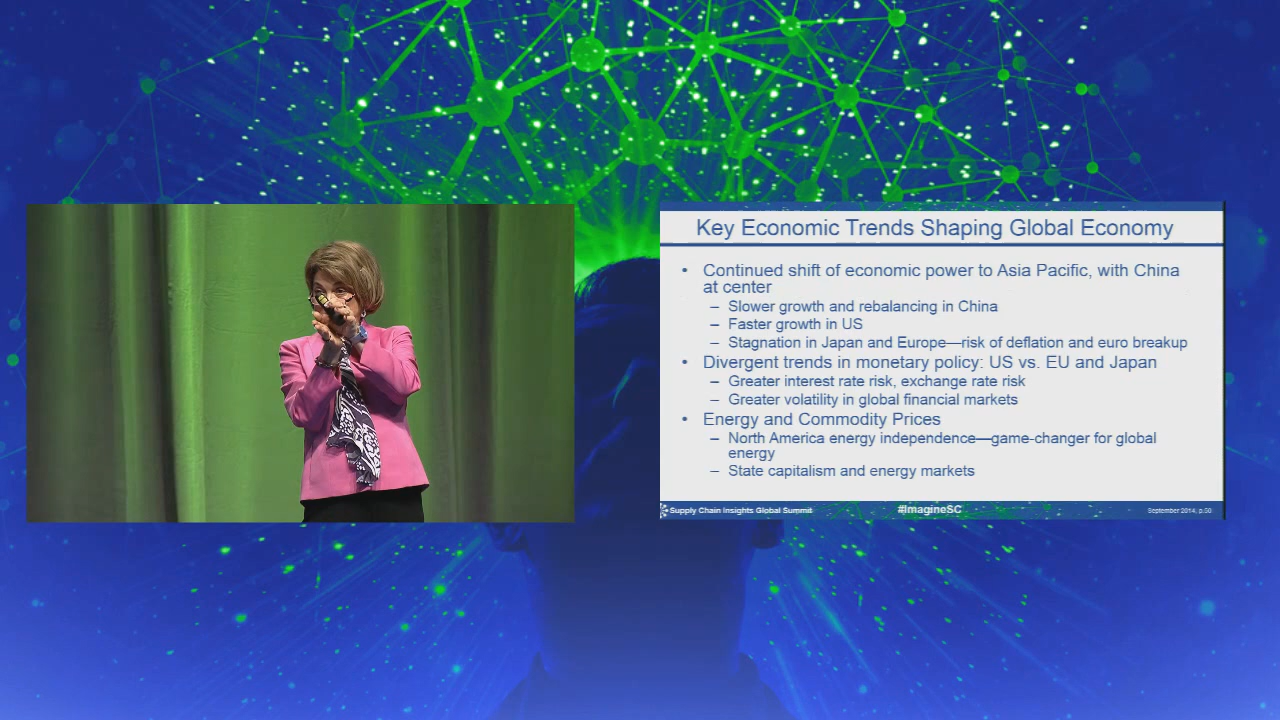 Key Economic Trends Shaping Global Economy
• Continued shift of economic power to Asia Pacific, with China
at center
– Slower growth and rebalancing in China
– Faster growth in US
– Stagnation in Japan and Europe—risk of deflation and euro breakup
• Divergent trends in monetary policy: US vs. EU and Japan
– Greater interest rate risk, exchange rate risk
– Greater volatility in global financial markets
• Energy and Commodity Prices
– North America energy independence—game-changer for global
energy
– State capitalism and energy markets
Supply Chain Insights Global Summit
#ImagineSC
September 2014, p.50